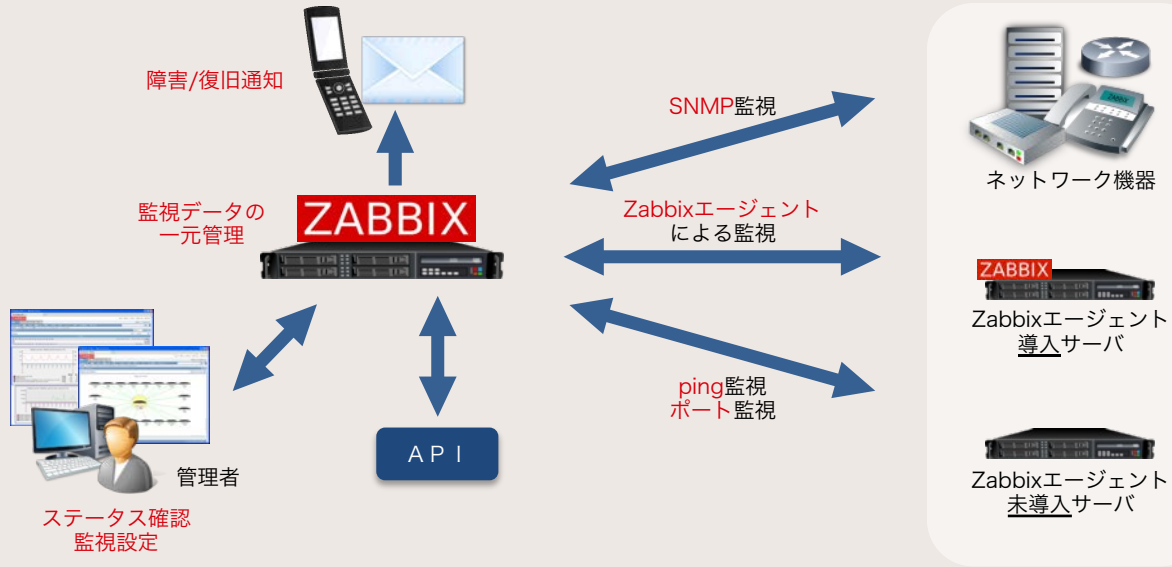 障害/復旧通知
SNMP監視
ネットワーク機器
監視データの
一元管理
ZABBIX
Zabbixエージェント
による監視
ZABBIX
Zabbixエージェント
導入サーバ
ping監視
ポート監視
API
管理者
ステータス確認
監視設定
Zabbixエージェント
未導入サーバ